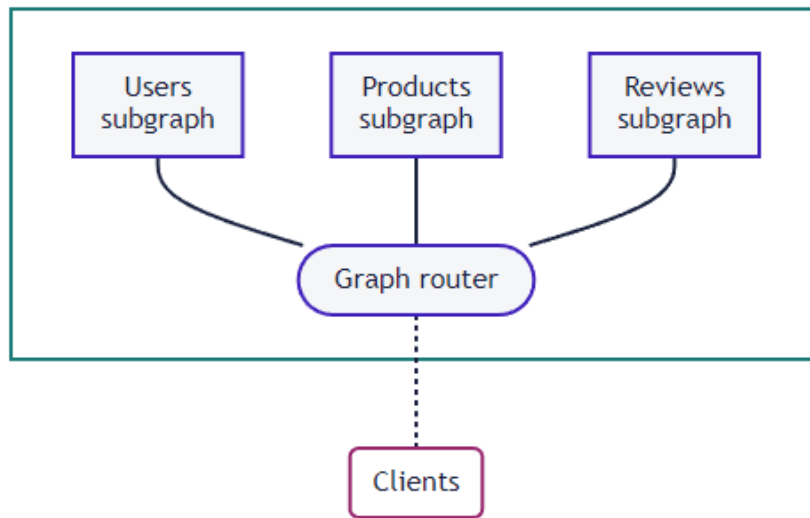 Users
subgraph
Products
subgraph
Reviews
subgraph
Graph router
Clients